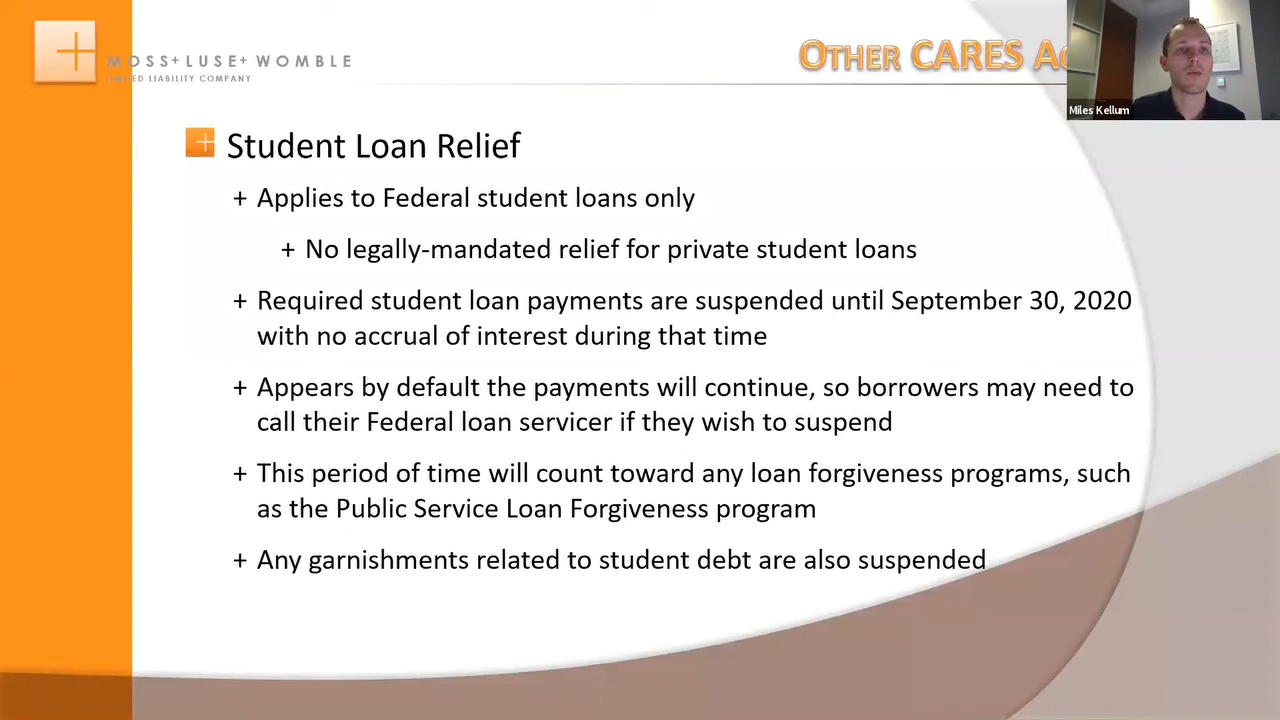 MOSS+LUSE+ WOMBLE
LIMITED LIABILITY COMPANY
OTHER CARES
Miles Kellum
Student Loan Relief
+ Applies to Federal student loans only
+ No legally-mandated relief for private student loans
+ Required student loan payments are suspended until September 30, 2020
with no accrual of interest during that time
+ Appears by default the payments will continue, so borrowers may need to
call their Federal loan servicer if they wish to suspend
+ This period of time will count toward any loan forgiveness programs, such
as the Public Service Loan Forgiveness program
+ Any garnishments related to student debt are also suspended